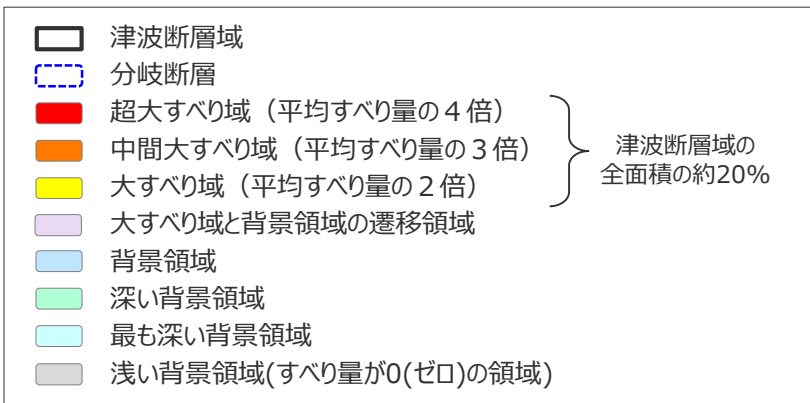 津波断層域
分岐断層
超大すべり域（平均すべり量の４倍）
中間大すべり域（平均すべり量の３倍）
大すべり域（平均すべり量の２倍）
津波断層域の
全面積の約20%
大すべり域と背景領域の遷移領域
背景領域
深い背景領域
最も深い背景領域
浅い背景領域(すべり量が0(ゼロ)の領域)